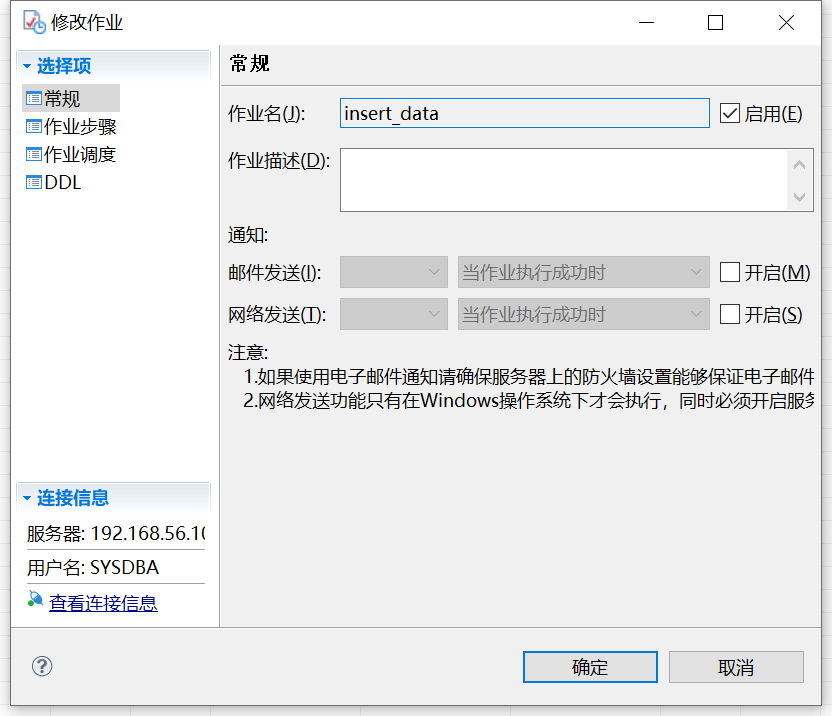 修改作业
选择项
常规
作业步骤
作业调度
DDL
连接信息
服务器: 192.168.56.10
用户名: SYSDBA
查看连接信息
常规
作业名(J): insert_data 启用(E)
作业描述(D):
通知:
邮件发送(I): 当作业执行成功时 开启(M)
网络发送(T): 当作业执行成功时 开启(S)
注意:
1.如果使用电子邮件通知请确保服务器上的防火墙设置能够保证电子邮件
2.网络发送功能只有在Windows操作系统下才会执行，同时必须开启服务
确定 取消